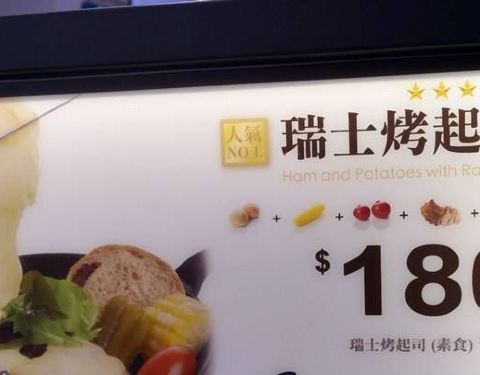 人氣
NO 1.
瑞士烤起
Ham and Potatoes with Ra
+ + + +
$180
瑞士烤起司 (素食)